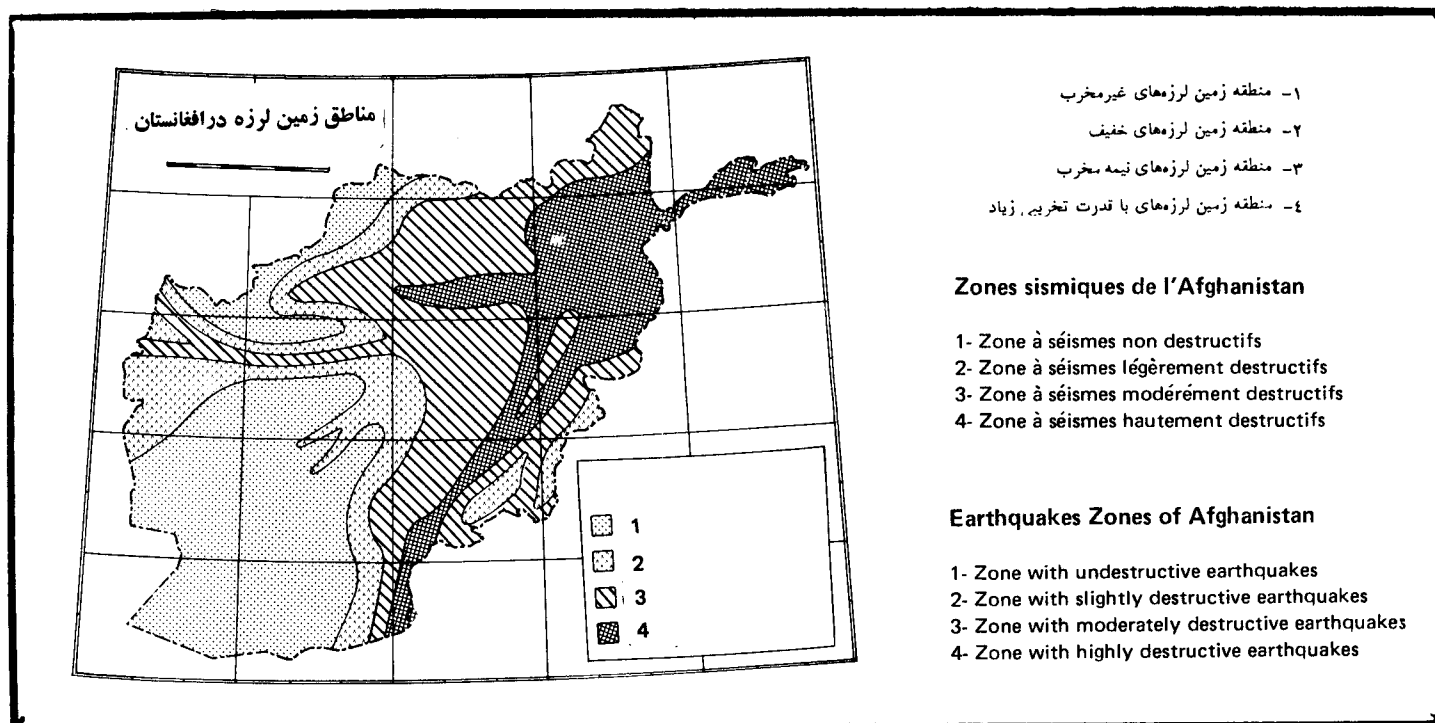 مناطق زمین لرزه درافغانستان
1
2
3
4
۱- منطقه زمین لرزه‌های غیرمخرب
۲- منطقه زمین لرزه‌های خفیف
۳- منطقه زمین لرزه‌های نیمه مخرب
٤- منطقه زمین لرزه‌های با قدرت تخریبی زیاد
Zones sismiques de l'Afghanistan
1- Zone à séismes non destructifs
2- Zone à séismes légèrement destructifs
3- Zone à séismes modérément destructifs
4- Zone à séismes hautement destructifs
Earthquakes Zones of Afghanistan
1- Zone with undestructive earthquakes
2- Zone with slightly destructive earthquakes
3- Zone with moderately destructive earthquakes
4- Zone with highly destructive earthquakes